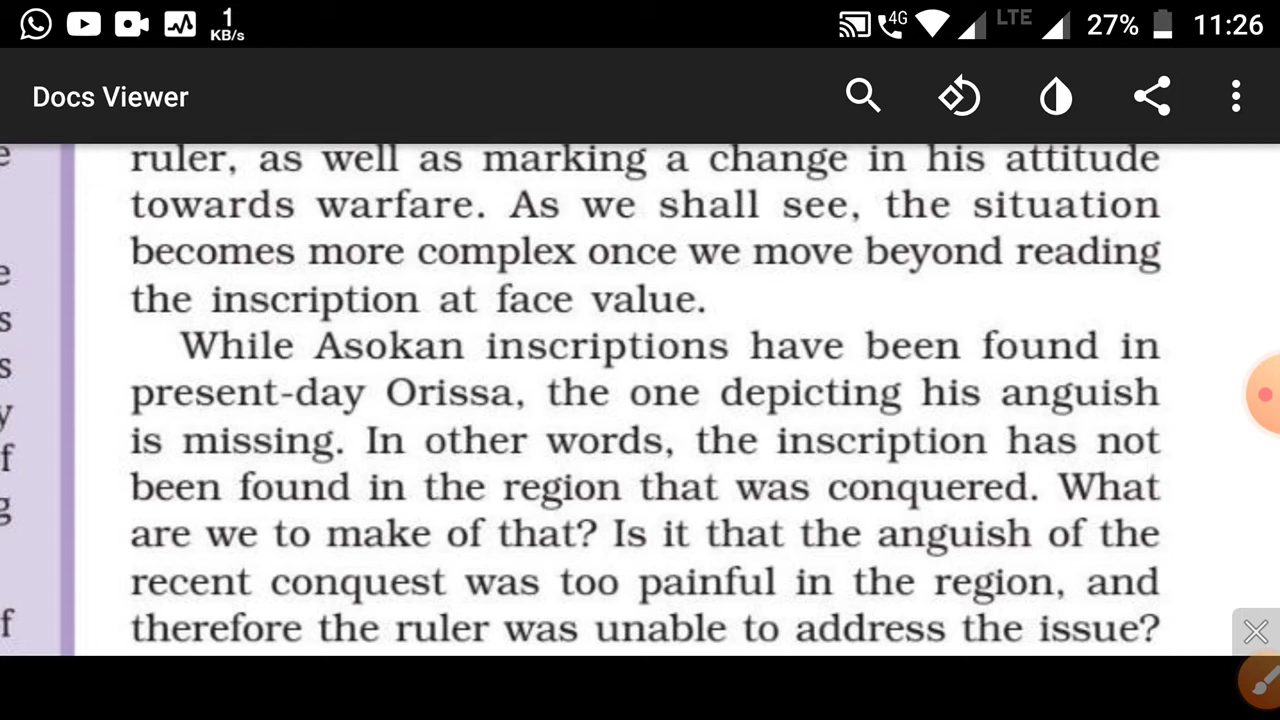 1
KB/s
4G
LTE
27%
11:26
Docs Viewer
ruler, as well as marking a change in his attitude
towards warfare. As we shall see, the situation
becomes more complex once we move beyond reading
the inscription at face value.
While Asokan inscriptions have been found in
present-day Orissa, the one depicting his anguish
is missing. In other words, the inscription has not
been found in the region that was conquered. What
are we to make of that? Is it that the anguish of the
recent conquest was too painful in the region, and
therefore the ruler was unable to address the issue?
e
e
s
s
y
f
g
f